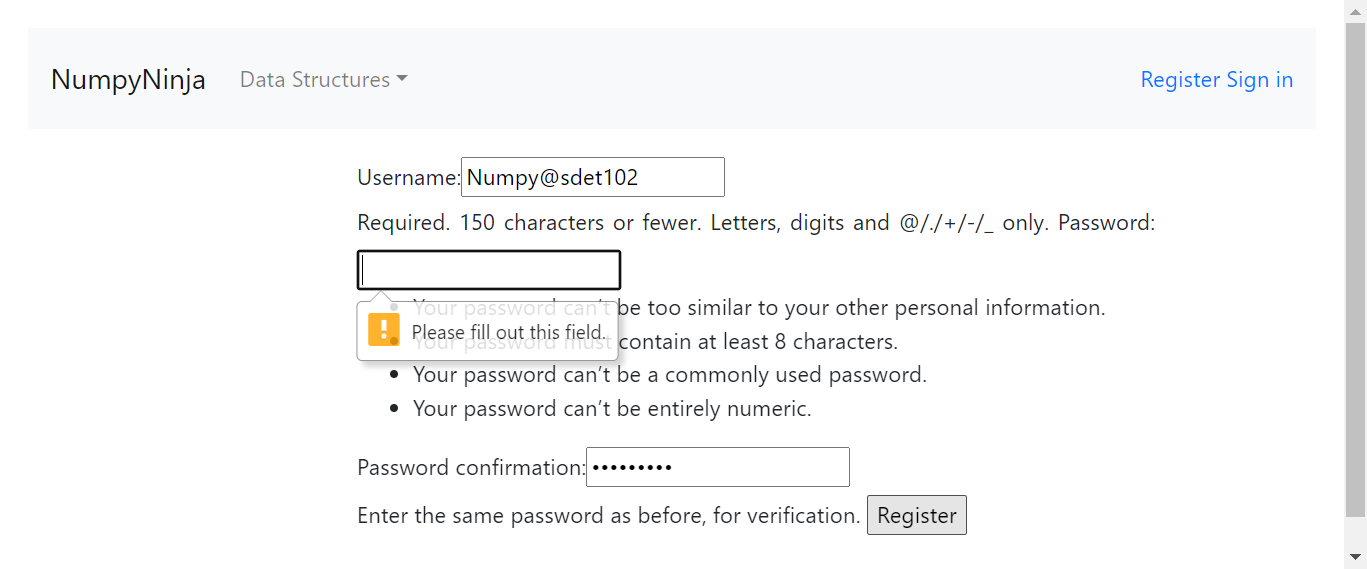 NumpyNinja Data Structures Register Sign in
Username: Numpy@sdet102
Required. 150 characters or fewer. Letters, digits and @/./+/-/_ only. Password:
Your password can't be too similar to your other personal information.
Please fill out this field.
Your password must contain at least 8 characters.
Your password can't be a commonly used password.
Your password can't be entirely numeric.
Password confirmation: •••••••••
Enter the same password as before, for verification. Register